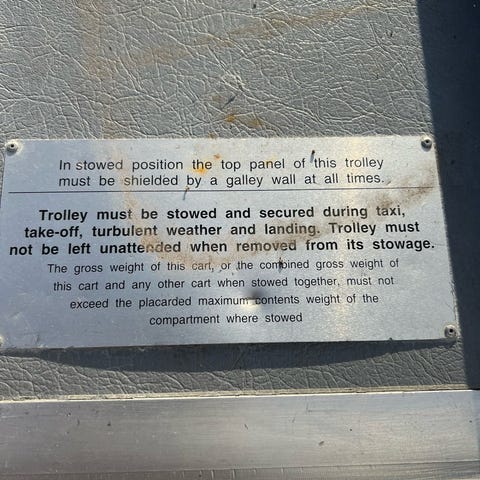 In stowed position the top panel of this trolley
must be shielded by a galley wall at all times.
Trolley must be stowed and secured during taxi,
take-off, turbulent weather and landing. Trolley must
not be left unattended when removed from its stowage.
The gross weight of this cart, or the combined gross weight of
this cart and any other cart when stowed together, must not
exceed the placarded maximum contents weight of the
compartment where stowed